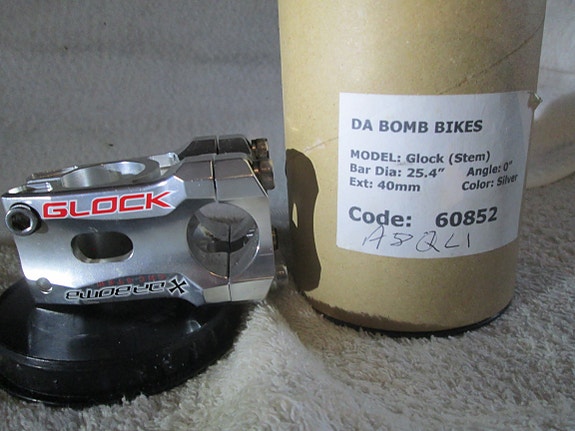 GLOCK
DA BOMB
DA BOMB BIKES
MODEL: Glock (Stem)
Bar Dia: 25.4" Angle: 0"
Ext: 40mm Color: Silver
Code: 60852